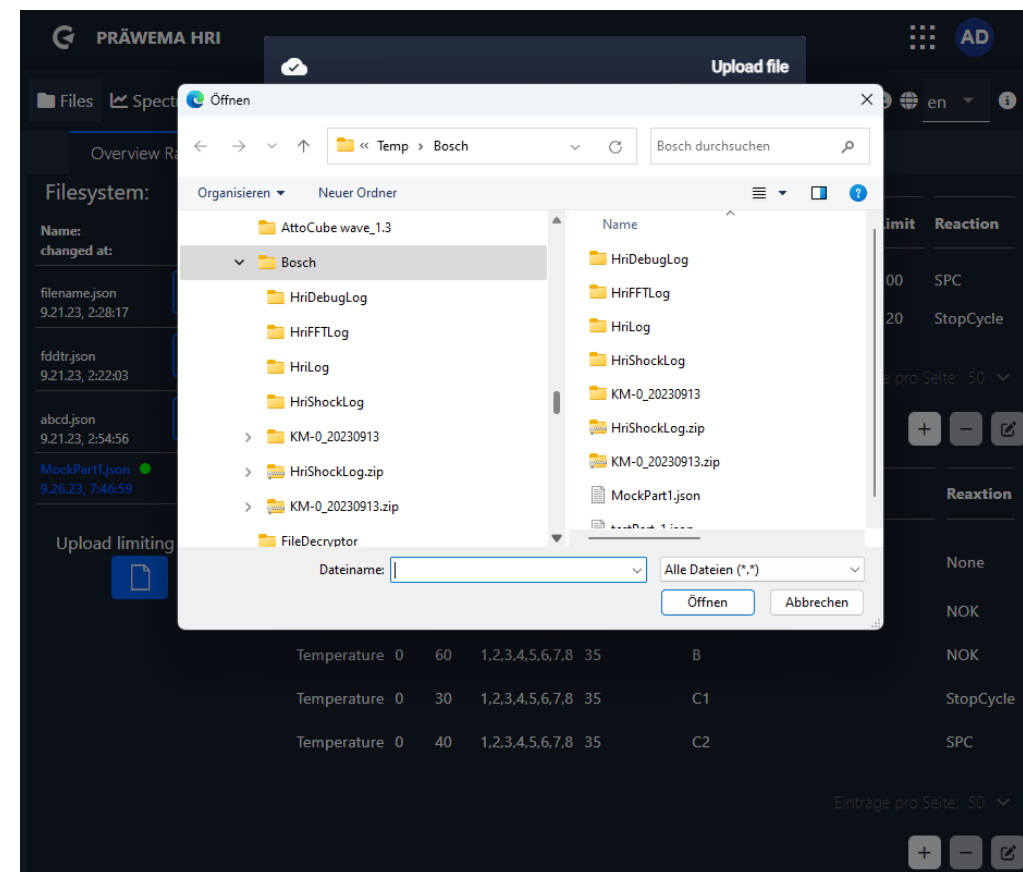 PRÄWEMA HRI
AD
Upload file
Files
Öffnen
en
Overview
Temp › Bosch
Bosch durchsuchen
Filesystem:
Organisieren
Neuer Ordner
Name:
changed at:
AttoCube wave_1.3
Name
Reaction
Bosch
HriDebugLog
filename.json
9.21.23, 2:28:17
HriDebugLog
HriFFTLog
00 SPC
HriFFTLog
HriLog
20 StopCycle
fddtr.json
9.21.23, 2:22:03
HriLog
HriShockLog
pro Seite: 50
HriShockLog
KM-0_20230913
abcd.json
9.21.23, 2:54:56
KM-0_20230913
HriShockLog.zip
MockPart1.json
9.26.23, 7:46:59
HriShockLog.zip
KM-0_20230913.zip
KM-0_20230913.zip
MockPart1.json
Reaxtion
FileDecryptor
Upload limiting
Dateiname:
Alle Dateien (*.*)
None
Öffnen
Abbrechen
NOK
Temperature 0 60 1,2,3,4,5,6,7,8 35 B NOK
Temperature 0 30 1,2,3,4,5,6,7,8 35 C1 StopCycle
Temperature 0 40 1,2,3,4,5,6,7,8 35 C2 SPC
Einträge pro Seite: 50